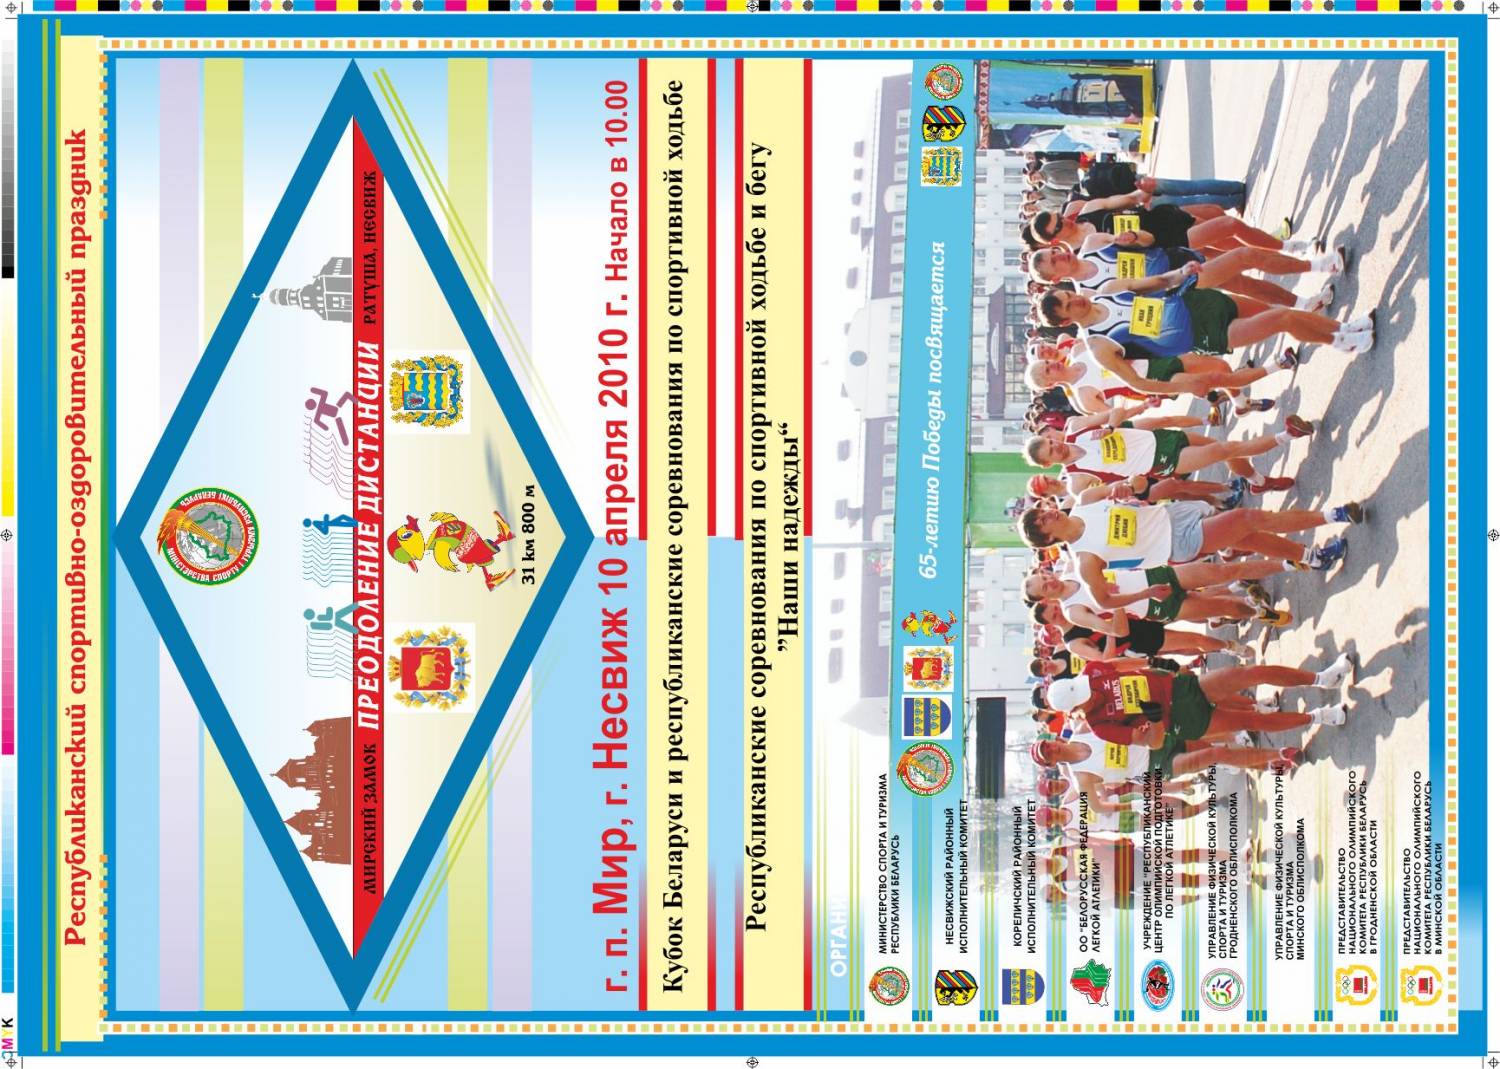 Республиканский спортивно-оздоровительный праздник
МІНІСТЭРСТВА СПОРТУ І ТУРЫЗМУ РЭСПУБЛІКІ БЕЛАРУСЬ
МИРСКИЙ ЗАМОК ПРЕОДОЛЕНИЕ ДИСТАНЦИИ РАТУША, НЕСВИЖ
31 км 800 м
г. п. Мир, г. Несвиж 10 апреля 2010 г. Начало в 10.00
Кубок Беларуси и республиканские соревнования по спортивной ходьбе
Республиканские соревнования по спортивной ходьбе и бегу
”Наши надежды“
ОРГАНИ
65-летию Победы посвящается
МИНИСТЕРСТВО СПОРТА И ТУРИЗМА
РЕСПУБЛИКИ БЕЛАРУСЬ
НЕСВИЖСКИЙ РАЙОННЫЙ
ИСПОЛНИТЕЛЬНЫЙ КОМИТЕТ
КОРЕЛИЧСКИЙ РАЙОННЫЙ
ИСПОЛНИТЕЛЬНЫЙ КОМИТЕТ
ОО "БЕЛОРУССКАЯ ФЕДЕРАЦИЯ
ЛЕГКОЙ АТЛЕТИКИ"
УЧРЕЖДЕНИЕ "РЕСПУБЛИКАНСКИЙ
ЦЕНТР ОЛИМПИЙСКОЙ ПОДГОТОВКИ
ПО ЛЕГКОЙ АТЛЕТИКЕ"
УПРАВЛЕНИЕ ФИЗИЧЕСКОЙ КУЛЬТУРЫ,
СПОРТА И ТУРИЗМА
ГРОДНЕНСКОГО ОБЛИСПОЛКОМА
УПРАВЛЕНИЕ ФИЗИЧЕСКОЙ КУЛЬТУРЫ,
СПОРТА И ТУРИЗМА
МИНСКОГО ОБЛИСПОЛКОМА
ПРЕДСТАВИТЕЛЬСТВО
НАЦИОНАЛЬНОГО ОЛИМПИЙСКОГО
КОМИТЕТА РЕСПУБЛИКИ БЕЛАРУСЬ
В ГРОДНЕНСКОЙ ОБЛАСТИ
ПРЕДСТАВИТЕЛЬСТВО
НАЦИОНАЛЬНОГО ОЛИМПИЙСКОГО
КОМИТЕТА РЕСПУБЛИКИ БЕЛАРУСЬ
В МИНСКОЙ ОБЛАСТИ
BELARUS
CMYK